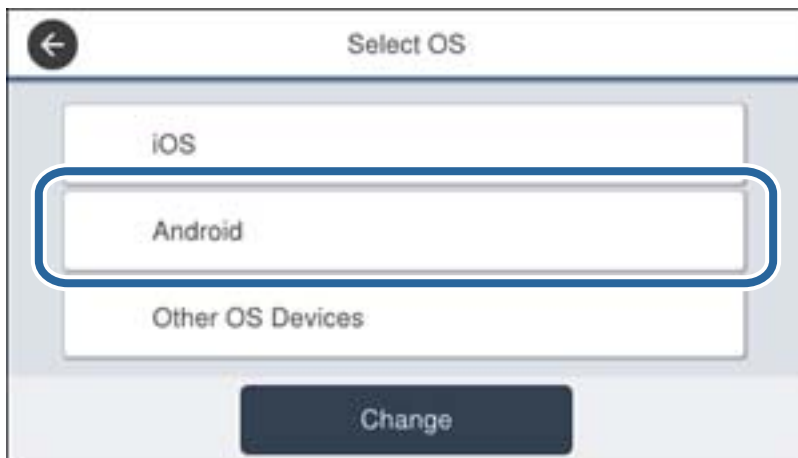 Select OS
iOS
Android
Other OS Devices
Change